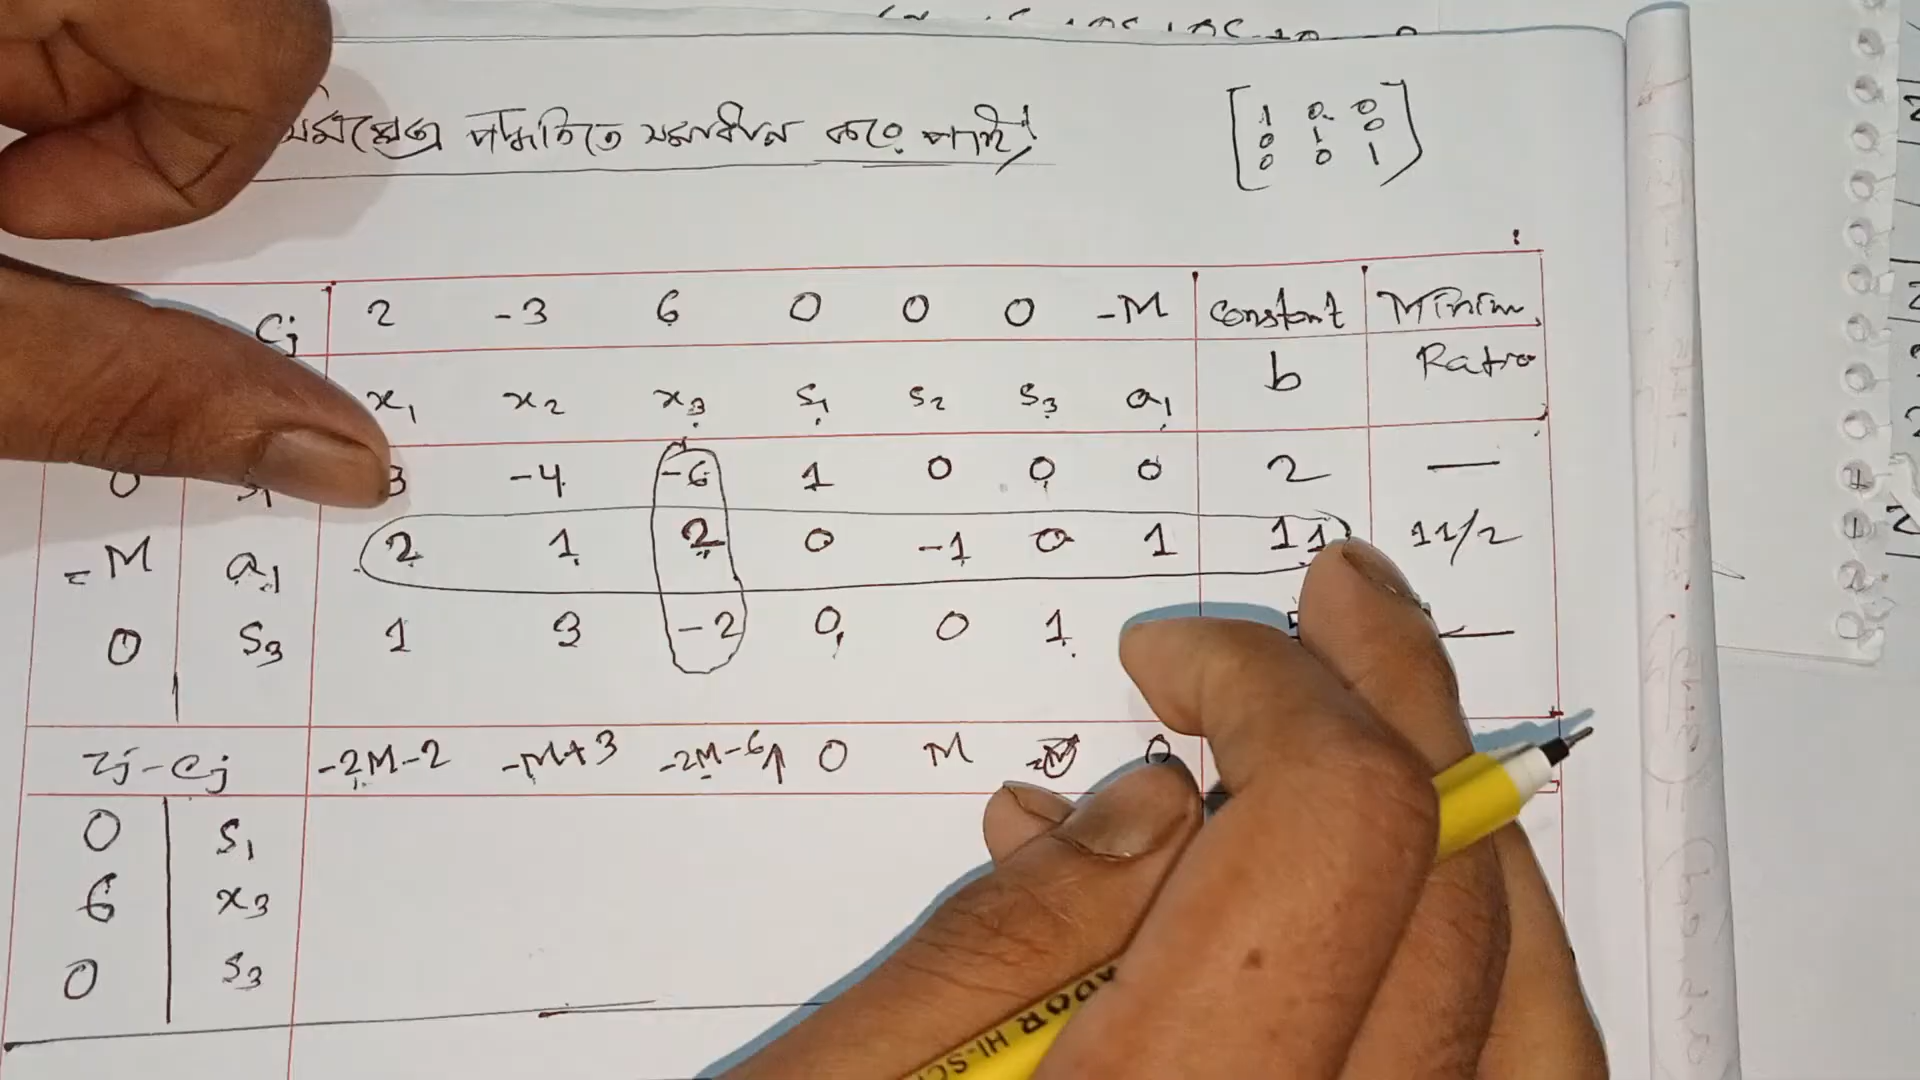 পদ্ধতিতে সমাধান করে পাই!
1 0 0
0 1 0
0 0 1
Cj 2 -3 6 0 0 0 -M Constant Minim.
x1 x2 x3 s1 s2 s3 a1 b Ratio
0 s1 3 -4 -6 1 0 0 0 2 —
-M a1 2 1 2 0 -1 0 1 11 11/2
0 s3 1 3 -2 0 0 1 —
Zj-Cj -2M-2 -M+3 -2M-6↑ 0 M 0
0 s1
6 x3
0 s3